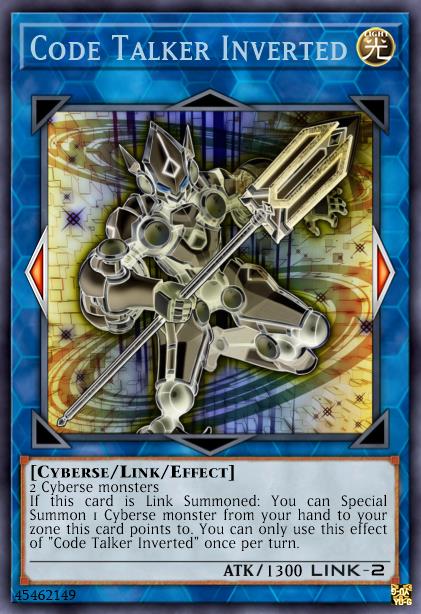 Code Talker Inverted
LIGHT
光
[Cyberse/Link/Effect]
2 Cyberse monsters
If this card is Link Summoned: You can Special
Summon 1 Cyberse monster from your hand to your
zone this card points to. You can only use this effect
of "Code Talker Inverted" once per turn.
ATK/1300 LINK-2
45462149